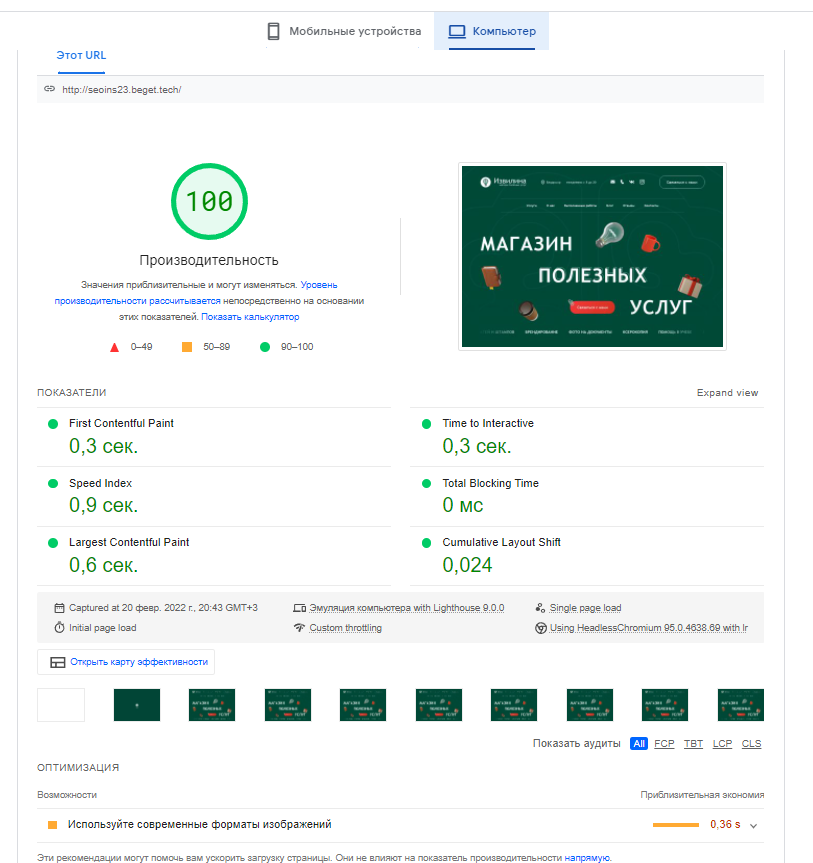 Мобильные устройства
Компьютер
Этот URL
http://seoins23.beget.tech/
100
Производительность
Значения приблизительные и могут изменяться. Уровень
производительности рассчитывается непосредственно на основании
этих показателей. Показать калькулятор
0–49
50–89
90–100
Извилина
МАГАЗИН
ПОЛЕЗНЫХ
УСЛУГ
ПОКАЗАТЕЛИ
Expand view
First Contentful Paint
0,3 сек.
Time to Interactive
0,3 сек.
Speed Index
0,9 сек.
Total Blocking Time
0 мс
Largest Contentful Paint
0,6 сек.
Cumulative Layout Shift
0,024
Captured at 20 февр. 2022 г., 20:43 GMT+3
Эмуляция компьютера with Lighthouse 9.0.0
Single page load
Initial page load
Custom throttling
Using HeadlessChromium 95.0.4638.69 with lr
Открыть карту эффективности
Показать аудиты All FCP TBT LCP CLS
ОПТИМИЗАЦИЯ
Возможности
Приблизительная экономия
Используйте современные форматы изображений
0,36 s
Эти рекомендации могут помочь вам ускорить загрузку страницы. Они не влияют на показатель производительности напрямую.